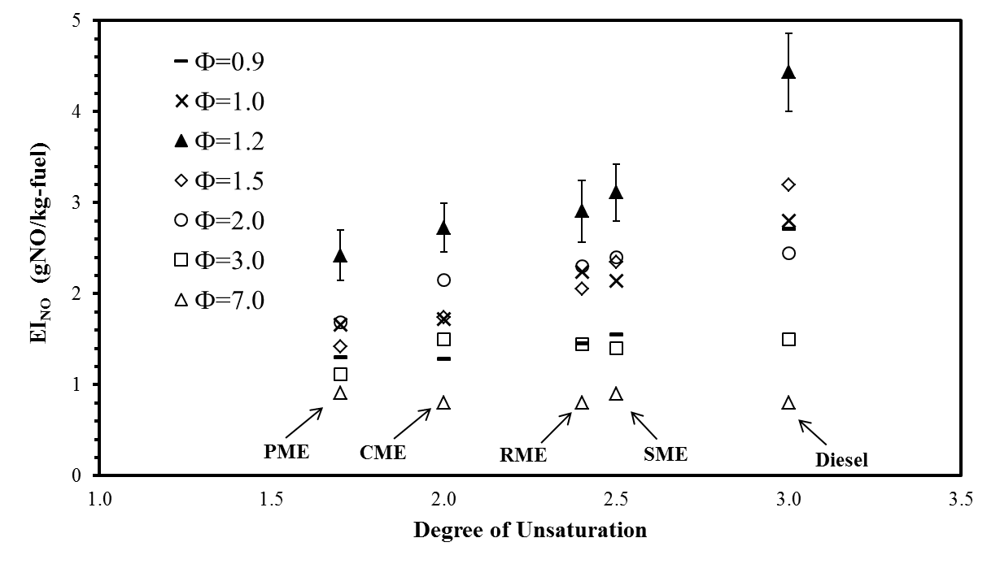 5
4
3
2
1
0
EI_NO (gNO/kg-fuel)
Φ=0.9
Φ=1.0
Φ=1.2
Φ=1.5
Φ=2.0
Φ=3.0
Φ=7.0
PME
CME
RME
SME
Diesel
1.0 1.5 2.0 2.5 3.0 3.5
Degree of Unsaturation